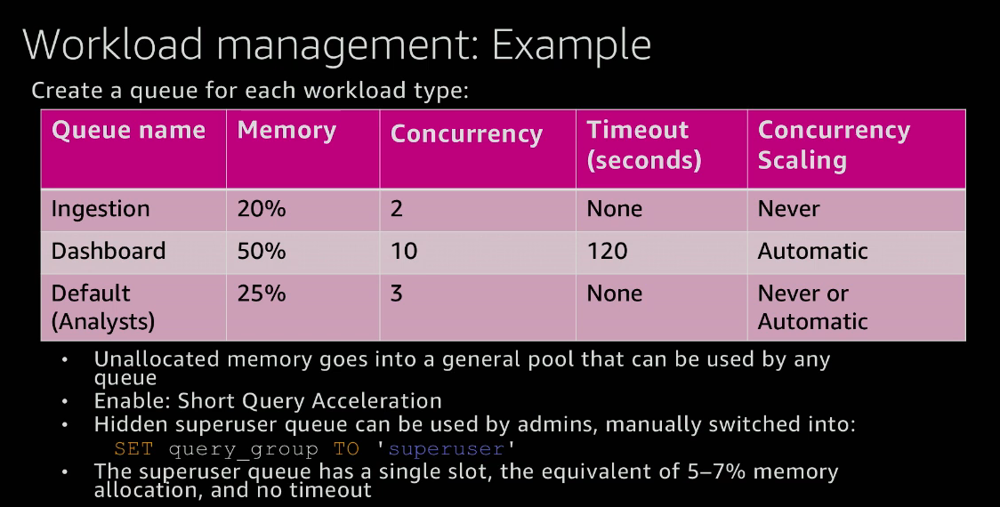 Workload management: Example
Create a queue for each workload type:
Queue name Memory Concurrency Timeout (seconds) Concurrency Scaling
Ingestion 20% 2 None Never
Dashboard 50% 10 120 Automatic
Default (Analysts) 25% 3 None Never or Automatic
• Unallocated memory goes into a general pool that can be used by any
queue
• Enable: Short Query Acceleration
• Hidden superuser queue can be used by admins, manually switched into:
SET query_group TO 'superuser'
• The superuser queue has a single slot, the equivalent of 5–7% memory
allocation, and no timeout